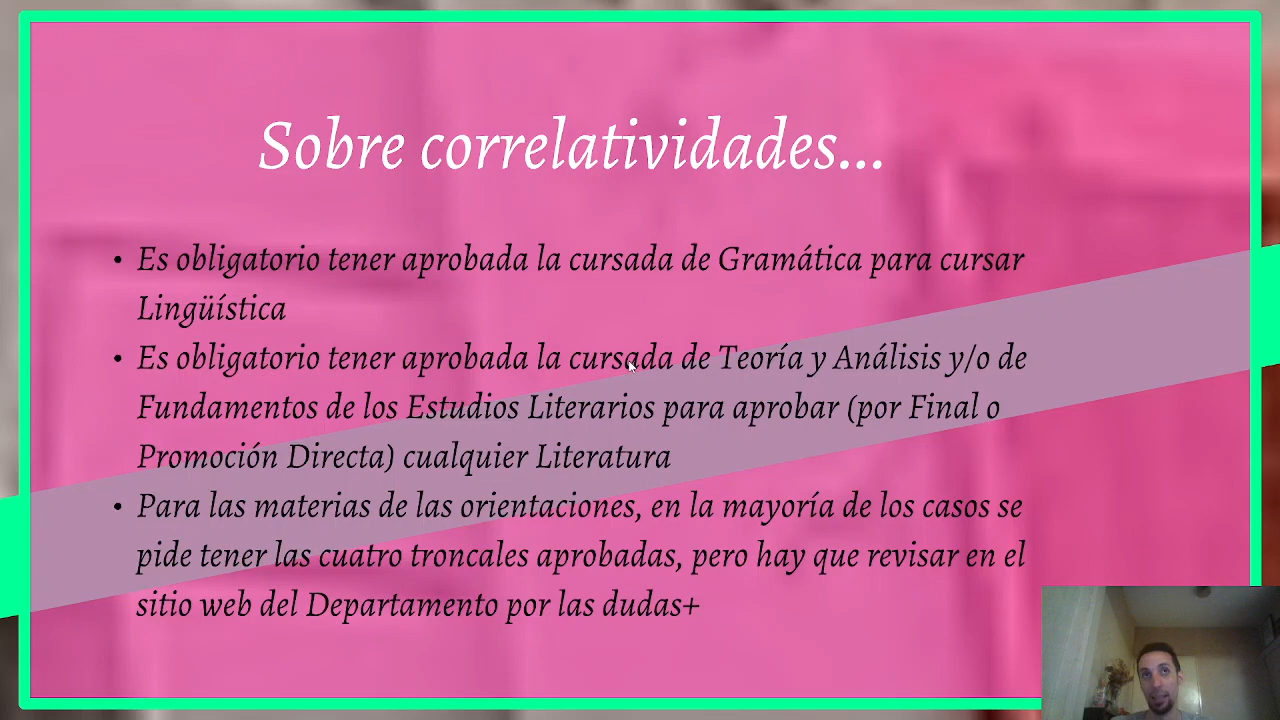 Sobre correlatividades...
• Es obligatorio tener aprobada la cursada de Gramática para cursar
Lingüística
• Es obligatorio tener aprobada la cursada de Teoría y Análisis y/o de
Fundamentos de los Estudios Literarios para aprobar (por Final o
Promoción Directa) cualquier Literatura
• Para las materias de las orientaciones, en la mayoría de los casos se
pide tener las cuatro troncales aprobadas, pero hay que revisar en el
sitio web del Departamento por las dudas+